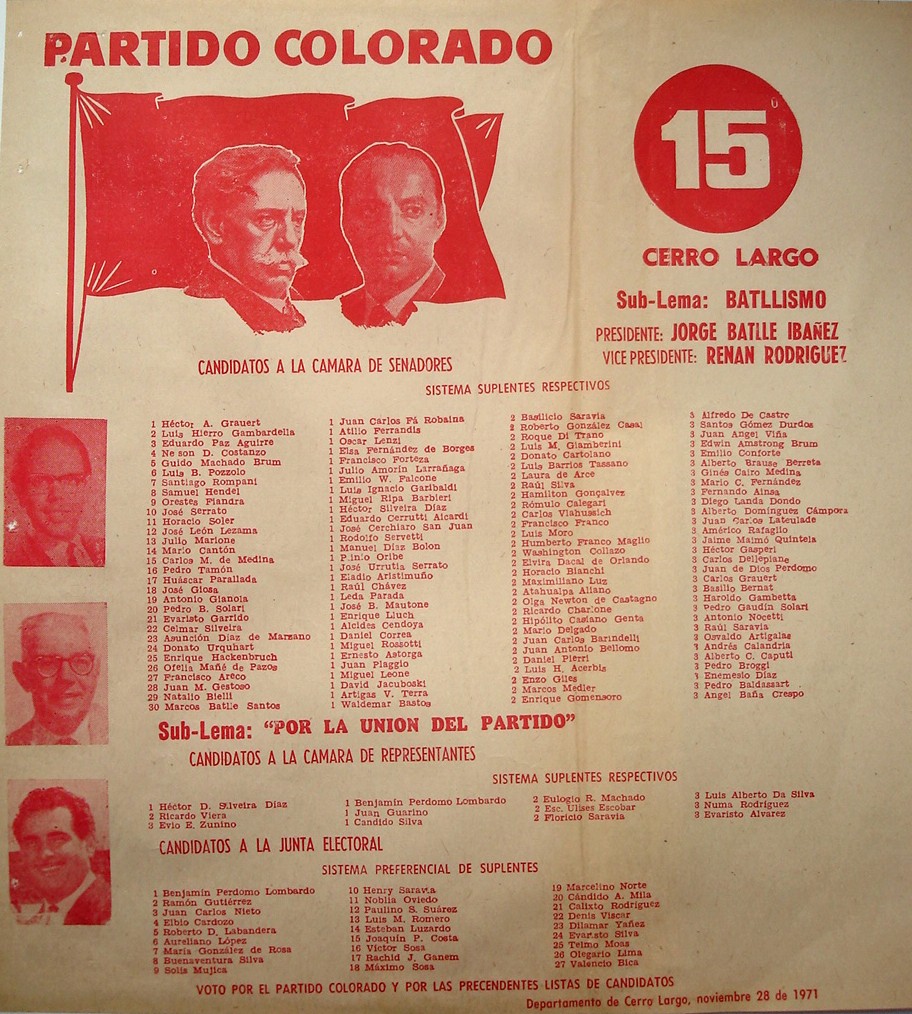 PARTIDO COLORADO
15
CERRO LARGO
Sub-Lema: BATLLISMO
PRESIDENTE: JORGE BATLLE IBAÑEZ
VICE PRESIDENTE: RENAN RODRIGUEZ
CANDIDATOS A LA CAMARA DE SENADORES
SISTEMA SUPLENTES RESPECTIVOS
1 Héctor A. Grauert
2 Luis Hierro Gambardella
3 Eduardo Paz Aguirre
4 Ne son D. Costanzo
5 Guido Machado Brum
6 Luis B. Pozzolo
7 Santiago Rompani
8 Samuel Hendel
9 Orestes Fiandra
10 José Serrato
11 Horacio Soler
12 José León Lezama
13 Julio Marione
14 Mario Cantón
15 Carlos M. de Medina
16 Pedro Tamón
17 Huáscar Parallada
18 José Glosa
19 Antonio Gianola
20 Pedro B. Solari
21 Evaristo Garrido
22 Celmar Silveira
23 Asunción Díaz de Marzano
24 Donato Urquhart
25 Enrique Hackenbruch
26 Ofelia Mañé de Pazos
27 Francisco Areco
28 Juan M. Gestoso
29 Natalio Bielli
30 Marcos Batlle Santos
1 Juan Carlos Fá Robaina
1 Atilio Ferrandis
1 Oscar Lenzi
1 Elsa Fernández de Borges
1 Francisco Forteza
1 Julio Amorin Larrañaga
1 Emilio W. Falcone
1 Luis Ignacio Garibaldi
1 Miguel Ripa Barbieri
1 Héctor Silveira Díaz
1 Eduardo Cerrutti Aicardi
1 José Cerchiaro San Juan
1 Rodolfo Servetti
1 Manuel Díaz Bolon
1 Plinio Oribe
1 José Urrutia Serrato
1 Eladio Aristimuño
1 Raúl Chávez
1 Leda Parada
1 José B. Mautone
1 Enrique Lluch
1 Alcides Cendoya
1 Daniel Correa
1 Miguel Rossotti
1 Ernesto Astorga
1 Juan Plaggio
1 Miguel Leone
1 David Jacuboski
1 Artigas V. Terra
1 Waldemar Bastos
2 Basilicio Saravia
2 Roberto González Casal
2 Roque Di Trano
2 Luis M. Giamberini
2 Donato Cartolano
2 Luis Barrios Tassano
2 Laura de Arce
2 Raúl Silva
2 Hamilton Gonçalvez
2 Rómulo Calegari
2 Carlos Vlahussich
2 Francisco Franco
2 Luis Moro
2 Humberto Franco Maglio
2 Washington Collazo
2 Elvira Dacal de Orlando
2 Horacio Bianchi
2 Maximiliano Luz
2 Atahualpa Allano
2 Olga Newton de Castagno
2 Ricardo Charlone
2 Hipólito Casiano Genta
2 Mario Delgado
2 Juan Carlos Barindelli
2 Juan Antonio Bellomo
2 Daniel Pierri
2 Luis H. Acerbis
2 Enzo Giles
2 Marcos Medler
2 Enrique Gomensoro
3 Alfredo De Castre
3 Santos Gómez Durdos
3 Juan Angel Viña
3 Edwin Amstrong Brum
3 Emilio Conforte
3 Alberto Brause Berreta
3 Ginés Cairo Medina
3 Mario C. Fernández
3 Fernando Ainsa
3 Diego Landa Dondo
3 Alberto Domínguez Cámpora
3 Juan Carlos Lateulade
3 Américo Rafaglio
3 Jaime Maimó Quintela
3 Héctor Gasperi
3 Carlos Dellepiane
3 Juan de Dios Perdomo
3 Carlos Grauert
3 Basilio Bernat
3 Haroldo Gambetta
3 Pedro Gaudín Solari
3 Antonio Nocetti
3 Raúl Saravia
3 Osvaldo Artigalas
3 Andrés Calandria
3 Alberto C. Caputi
3 Pedro Broggi
3 Enemesio Díaz
3 Pedro Baldassart
3 Angel Baña Crespo
Sub-Lema: "POR LA UNION DEL PARTIDO"
CANDIDATOS A LA CAMARA DE REPRESENTANTES
SISTEMA SUPLENTES RESPECTIVOS
1 Héctor D. Silveira Díaz
2 Ricardo Viera
3 Evio E. Zunino
1 Benjamín Perdomo Lombardo
1 Juan Guarino
1 Candido Silva
2 Eulogio R. Machado
2 Esc. Ulises Escobar
2 Floricio Saravia
3 Luis Alberto Da Silva
3 Numa Rodríguez
3 Evaristo Alvarez
CANDIDATOS A LA JUNTA ELECTORAL
SISTEMA PREFERENCIAL DE SUPLENTES
1 Benjamín Perdomo Lombardo
2 Ramón Gutiérrez
3 Juan Carlos Nieto
4 Elbio Cardozo
5 Roberto D. Labandera
6 Aureliano López
7 María González de Rosa
8 Buenaventura Silva
9 Solis Mujica
10 Henry Saravia
11 Noblia Oviedo
12 Paulino S. Suárez
13 Luis M. Romero
14 Esteban Luzardo
15 Joaquín P. Costa
16 Víctor Sosa
17 Rachid J. Ganem
18 Máximo Sosa
19 Marcelino Norte
20 Cándido A. Mila
21 Calixto Rodríguez
22 Denis Viscar
23 Dilamar Yañez
24 Evaristo Silva
25 Telmo Moas
26 Olegario Lima
27 Valencio Bica
VOTO POR EL PARTIDO COLORADO Y POR LAS PRECENDENTES LISTAS DE CANDIDATOS
Departamento de Cerro Largo, noviembre 28 de 1971